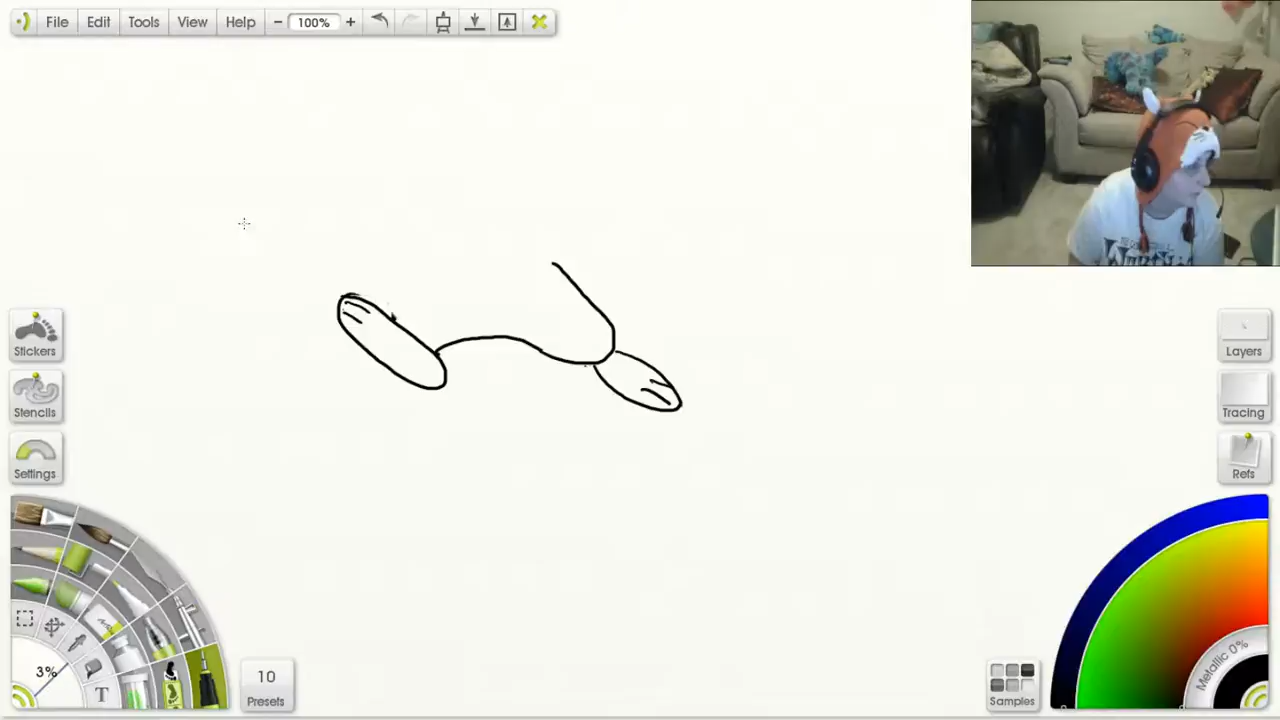 File Edit Tools View Help − 100% +
Stickers
Stencils
Settings
3%
T
10
Presets
Layers
Tracing
Refs
Metallic 0%
Samples